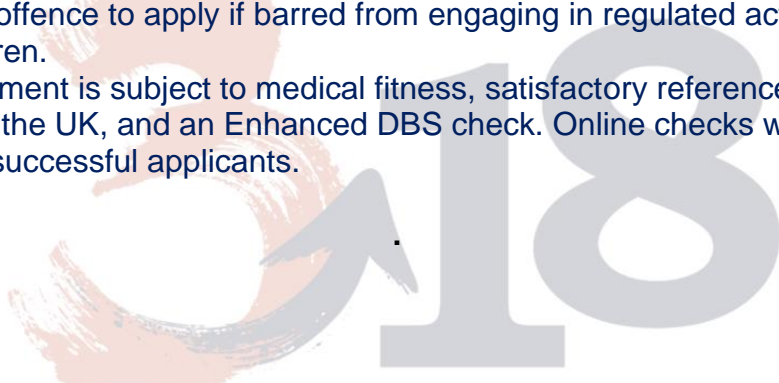 offence to apply if barred from engaging in regulated ac
ren.
ment is subject to medical fitness, satisfactory reference
the UK, and an Enhanced DBS check. Online checks w
successful applicants.
.
318